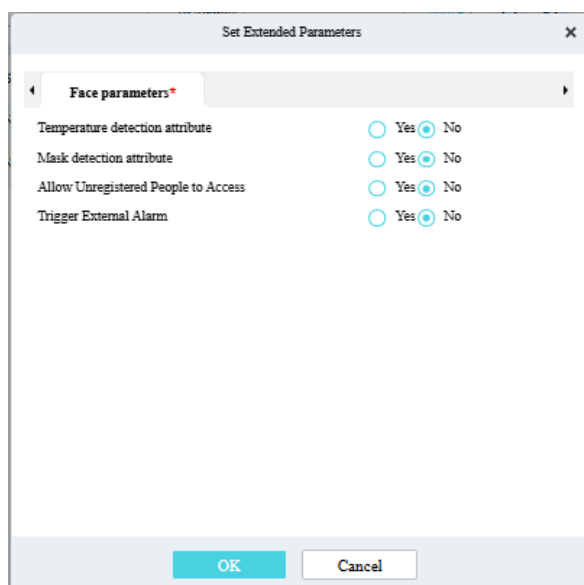 Set Extended Parameters
Face parameters*
Temperature detection attribute Yes No
Mask detection attribute Yes No
Allow Unregistered People to Access Yes No
Trigger External Alarm Yes No
OK Cancel